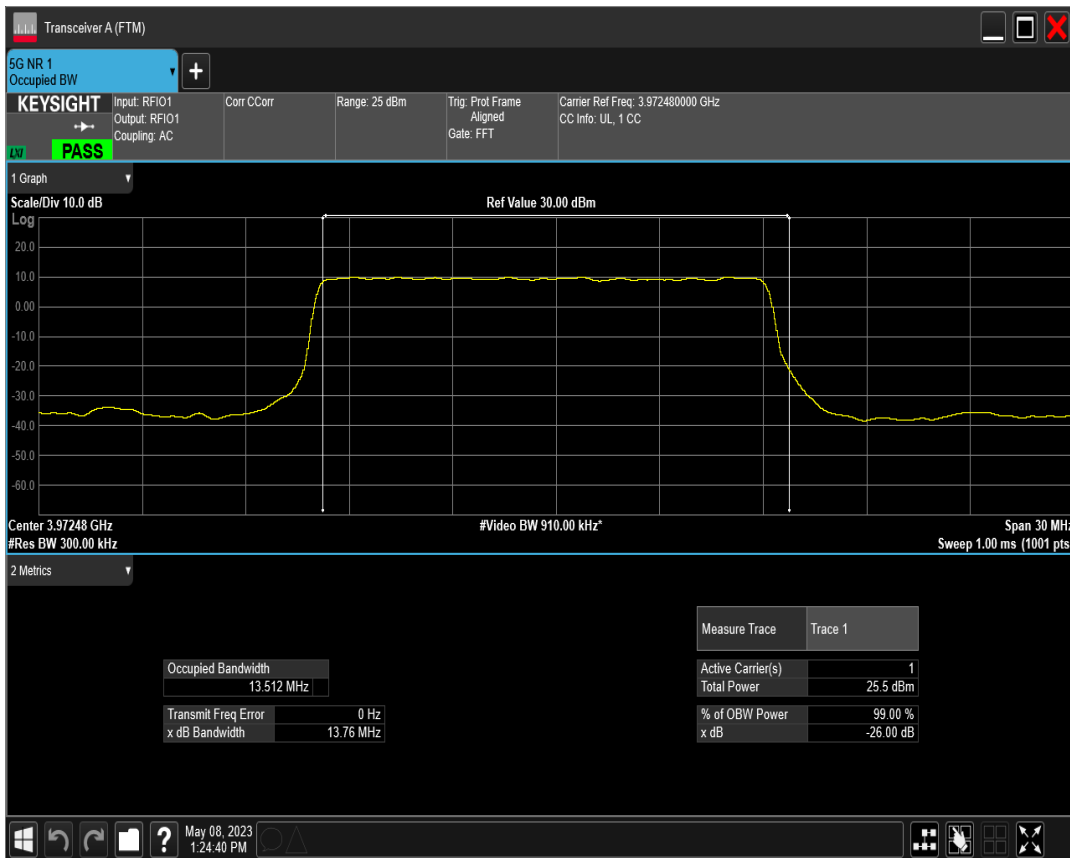 Transceiver A (FTM)
5G NR 1
Occupied BW
+
KEYSIGHT
LXI
PASS
Input: RFIO1
Output: RFIO1
Coupling: AC
Corr CCorr
Range: 25 dBm
Trig: Prot Frame
Aligned
Gate: FFT
Carrier Ref Freq: 3.972480000 GHz
CC Info: UL, 1 CC
1 Graph
Scale/Div 10.0 dB
Ref Value 30.00 dBm
Log
20.0
10.0
0.00
-10.0
-20.0
-30.0
-40.0
-50.0
-60.0
Center 3.97248 GHz
#Video BW 910.00 kHz*
Span 30 MHz
#Res BW 300.00 kHz
Sweep 1.00 ms (1001 pts
2 Metrics
Measure Trace Trace 1
Occupied Bandwidth
13.512 MHz
Active Carrier(s) 1
Total Power 25.5 dBm
Transmit Freq Error 0 Hz
x dB Bandwidth 13.76 MHz
% of OBW Power 99.00 %
x dB -26.00 dB
?
May 08, 2023
1:24:40 PM